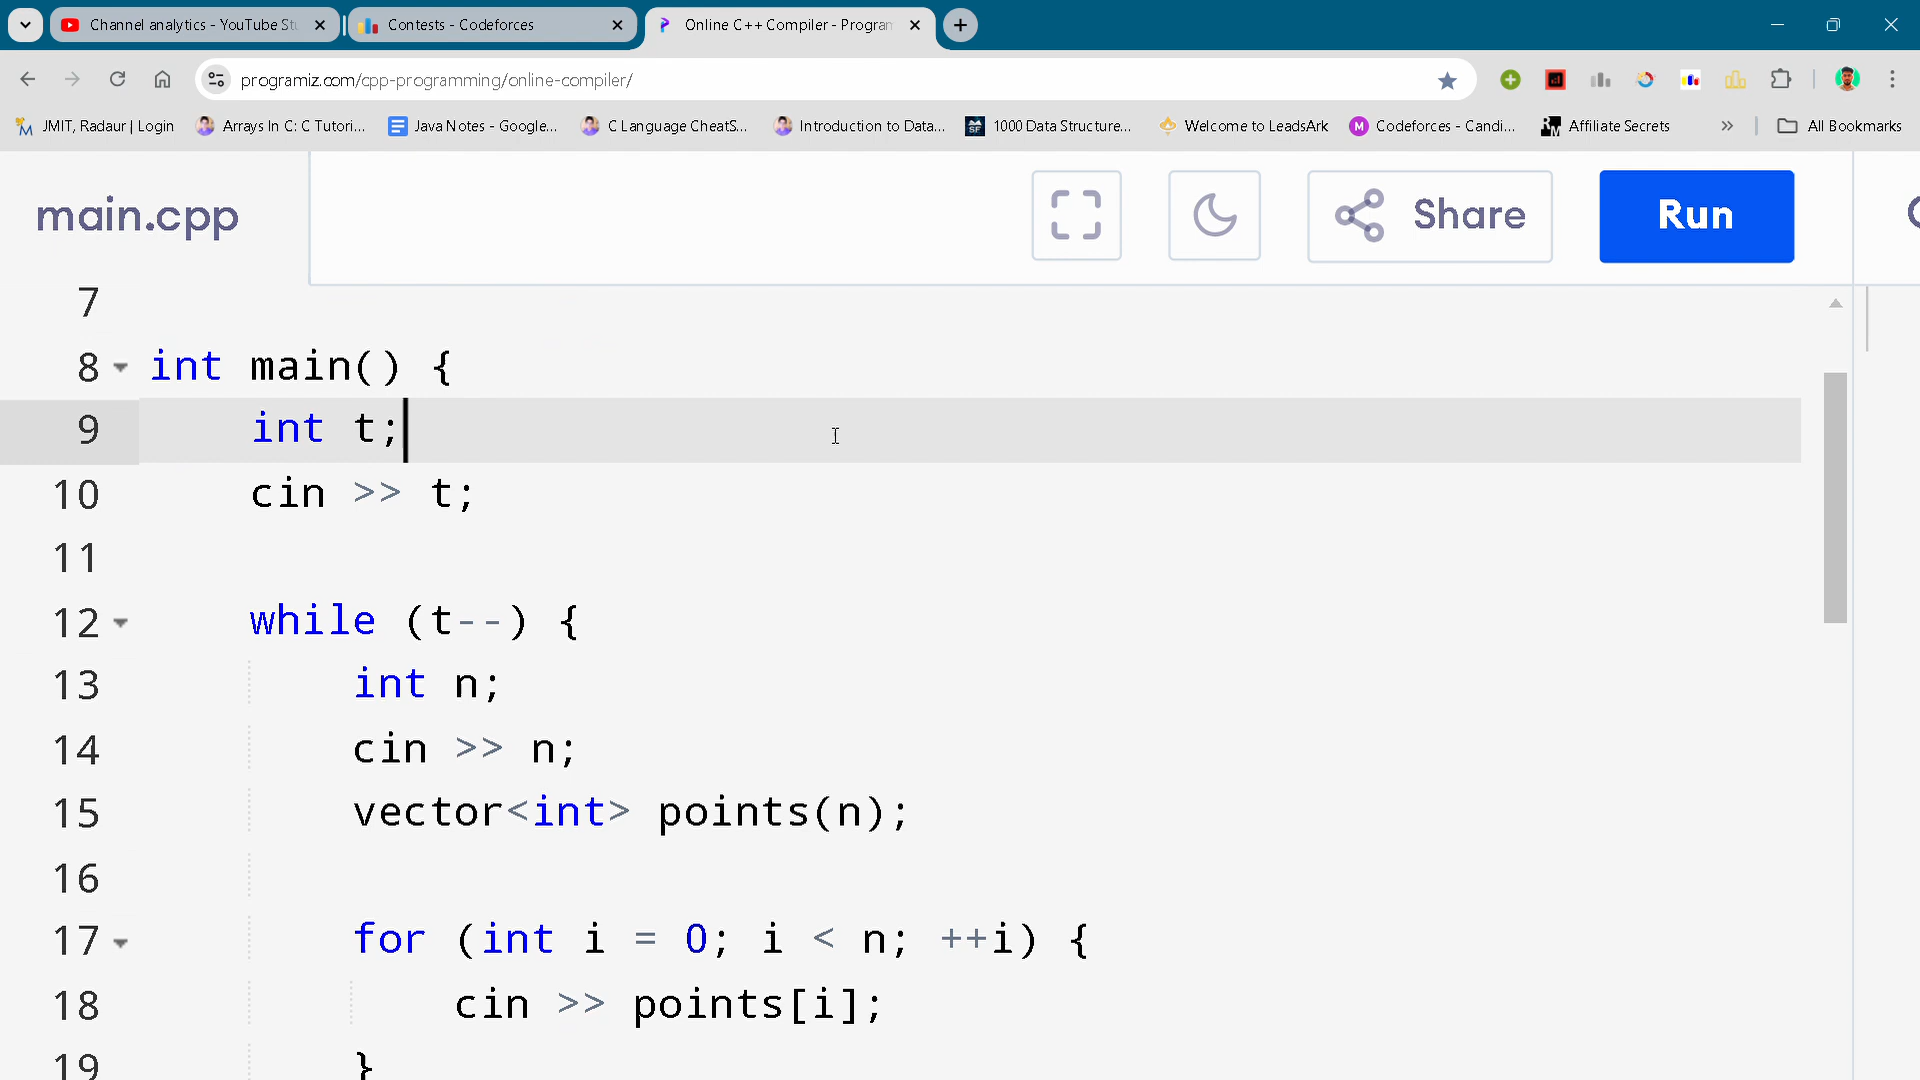 Channel analytics - YouTube Stu
Contests - Codeforces
Online C++ Compiler - Program
programiz.com/cpp-programming/online-compiler/
JMIT, Radaur | Login
Arrays In C: C Tutori...
Java Notes - Google...
C Language CheatS...
Introduction to Data...
1000 Data Structure...
Welcome to LeadsArk
Codeforces - Candi...
Affiliate Secrets
All Bookmarks
main.cpp
Share
Run
7
8 int main() {
9 int t;
10 cin >> t;
11
12 while (t--) {
13 int n;
14 cin >> n;
15 vector<int> points(n);
16
17 for (int i = 0; i < n; ++i) {
18 cin >> points[i];
19 }